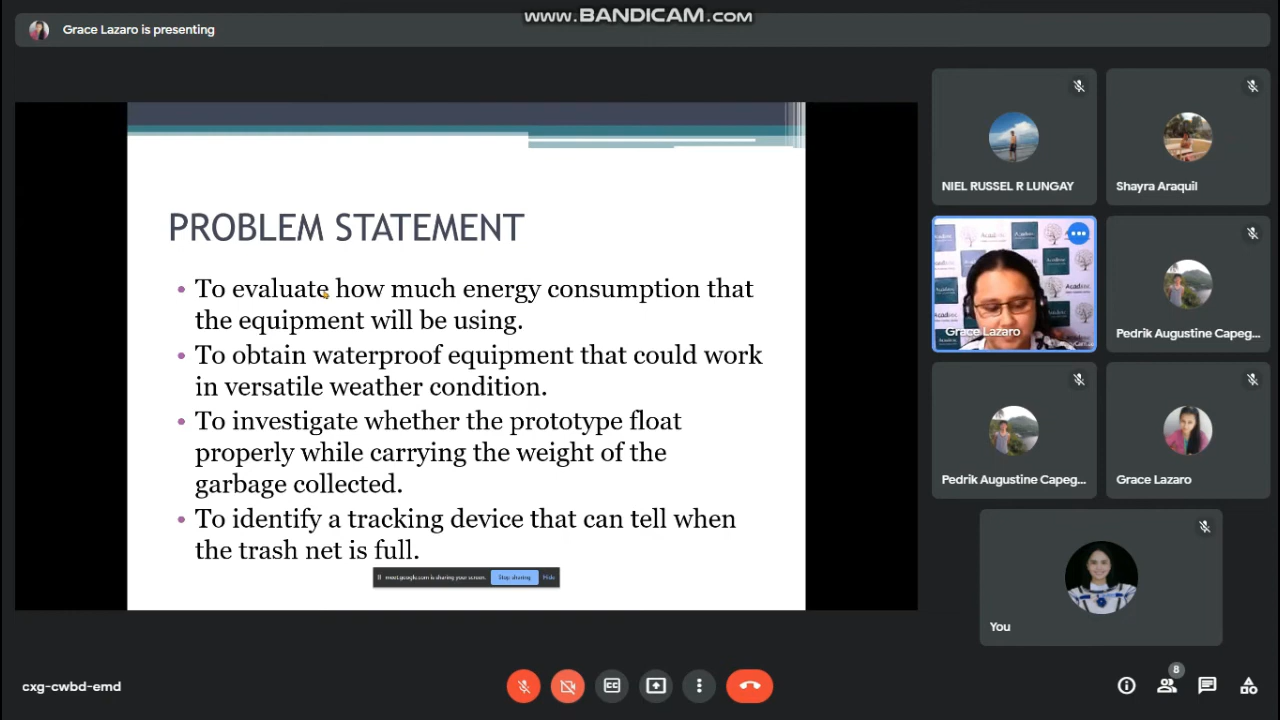 www.BANDICAM.com
Grace Lazaro is presenting
PROBLEM STATEMENT
• To evaluate how much energy consumption that
the equipment will be using.
• To obtain waterproof equipment that could work
in versatile weather condition.
• To investigate whether the prototype float
properly while carrying the weight of the
garbage collected.
• To identify a tracking device that can tell when
the trash net is full.
meet.google.com is sharing your screen.
Stop sharing
Hide
NIEL RUSSEL R LUNGAY
Shayra Araquil
Grace Lazaro
Pedrik Augustine Capeg...
Pedrik Augustine Capeg...
Grace Lazaro
You
cxg-cwbd-emd
8